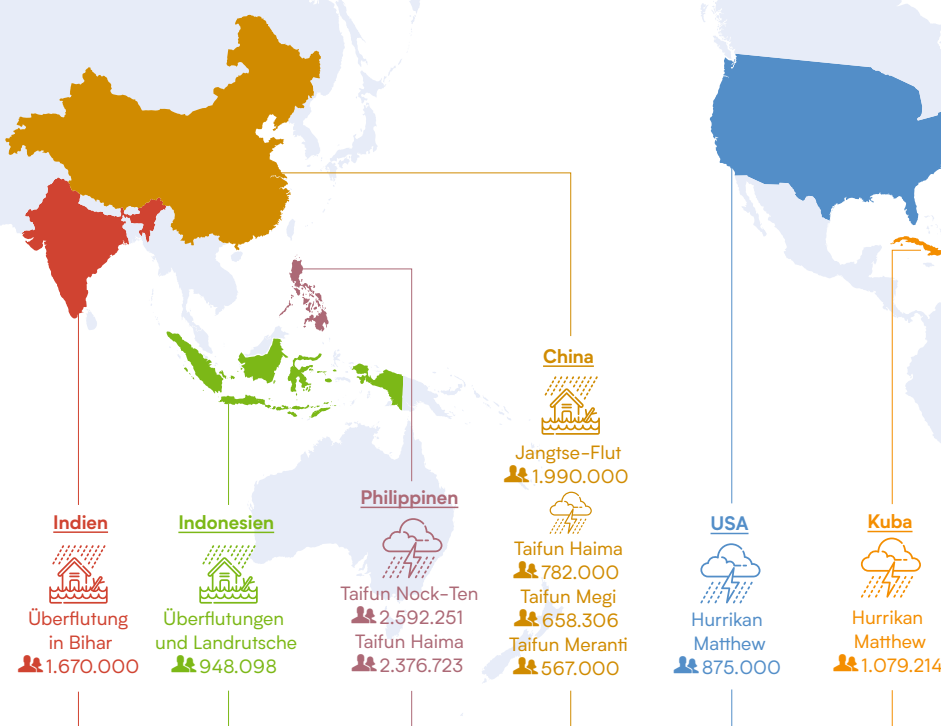 Indien
Überflutung
in Bihar
1.670.000
Indonesien
Überflutungen
und Landrutsche
948.098
Philippinen
Taifun Nock-Ten
2.592.251
Taifun Haima
2.376.723
China
Jangtse-Flut
1.990.000
Taifun Haima
782.000
Taifun Megi
658.306
Taifun Meranti
567.000
USA
Hurrikan
Matthew
875.000
Kuba
Hurrikan
Matthew
1.079.214